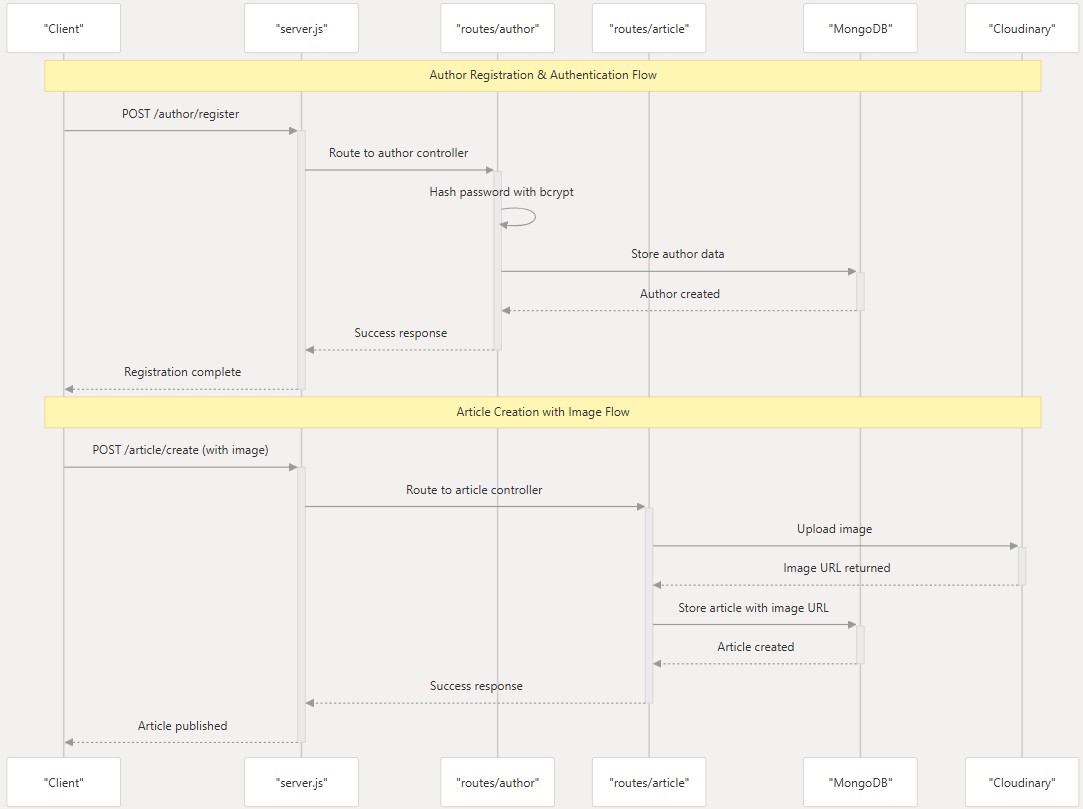 "Client"
"server.js"
"routes/author"
"routes/article"
"MongoDB"
"Cloudinary"
Author Registration & Authentication Flow
POST /author/register
Route to author controller
Hash password with bcrypt
Store author data
Author created
Success response
Registration complete
Article Creation with Image Flow
POST /article/create (with image)
Route to article controller
Upload image
Image URL returned
Store article with image URL
Article created
Success response
Article published
"Client"
"server.js"
"routes/author"
"routes/article"
"MongoDB"
"Cloudinary"